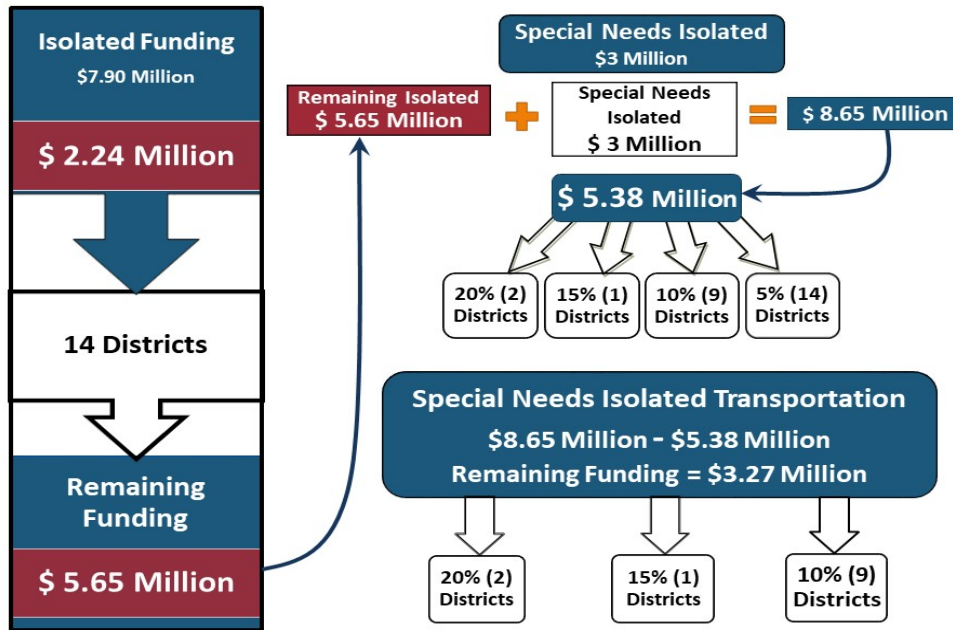 Isolated Funding
$7.90 Million
$ 2.24 Million
14 Districts
Remaining
Funding
$ 5.65 Million
Special Needs Isolated
$3 Million
Remaining Isolated
$ 5.65 Million
+
Special Needs
Isolated
$ 3 Million
=
$ 8.65 Million
$ 5.38 Million
20% (2)
Districts
15% (1)
Districts
10% (9)
Districts
5% (14)
Districts
Special Needs Isolated Transportation
$8.65 Million – $5.38 Million
Remaining Funding = $3.27 Million
20% (2)
Districts
15% (1)
Districts
10% (9)
Districts